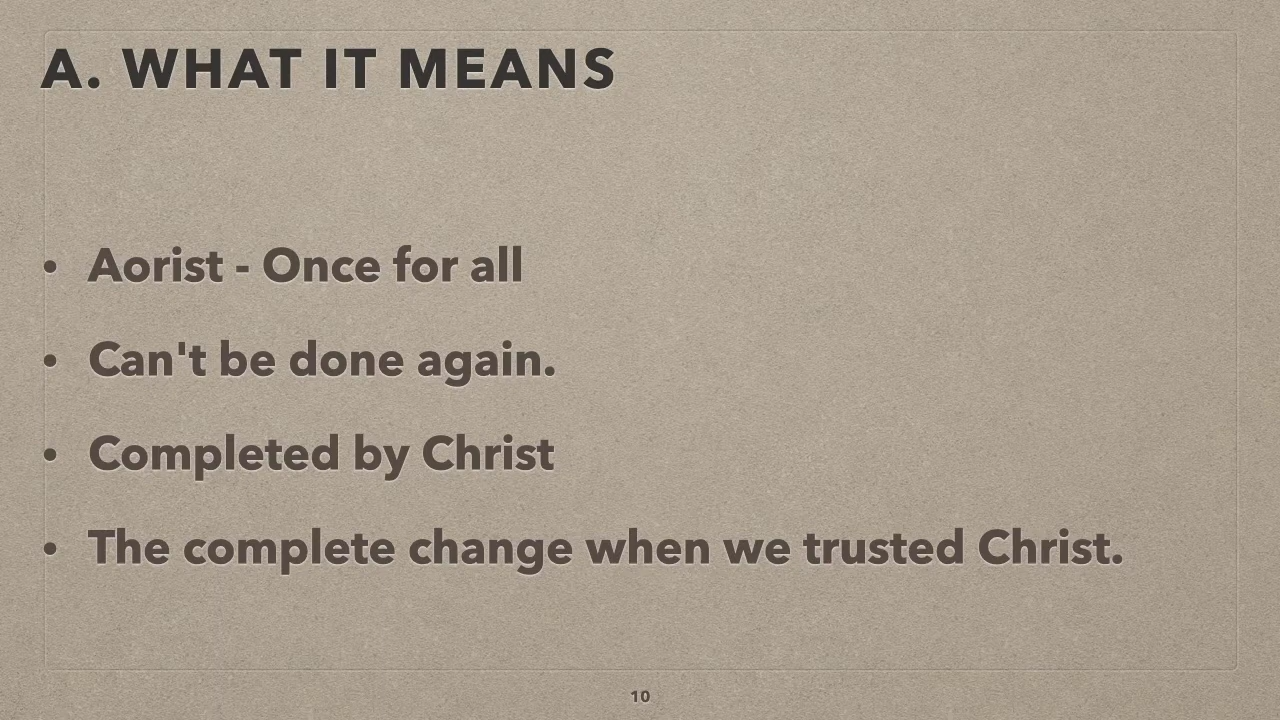 A. WHAT IT MEANS
• Aorist - Once for all
• Can't be done again.
• Completed by Christ
• The complete change when we trusted Christ.
10